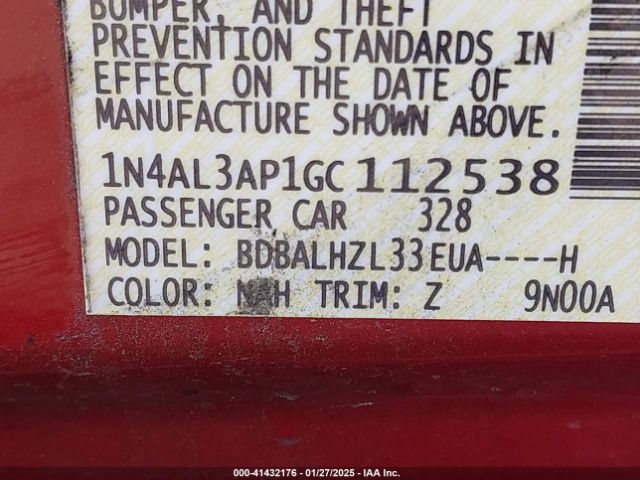 BUMPER, AND THEFT
PREVENTION STANDARDS IN
EFFECT ON THE DATE OF
MANUFACTURE SHOWN ABOVE.
1N4AL3AP1GC112538
PASSENGER CAR 328
MODEL: BDBALHZL33EUA----H
COLOR: NAH TRIM: Z 9N00A
000-41432176 — 01/27/2025 — IAA Inc.